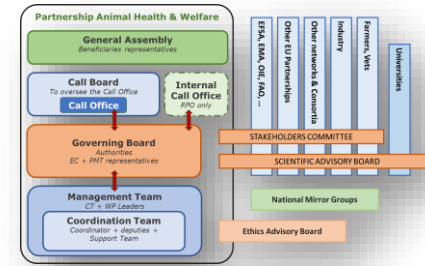 Partnership Animal Health & Welfare
General Assembly
Beneficiaries representatives
Call Board
To oversee the Call Office
Call Office
Internal
Call Office
RPO only
Governing Board
Authorities
EC + PMT representatives
Management Team
CT + WP Leaders
Coordination Team
Coordinator + deputies +
Support Team
EFSA, EMA, OIE, FAO, ...
Other EU Partnerships
Other networks & Consortia
Industry
Farmers, Vets
Universities
STAKEHOLDERS COMMITTEE
SCIENTIFIC ADVISORY BOARD
National Mirror Groups
Ethics Advisory Board